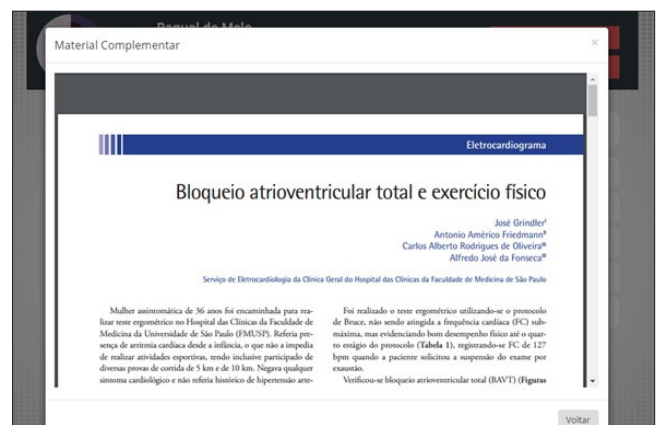 Raquel de Melo
Material Complementar
×
Eletrocardiograma
Bloqueio atrioventricular total e exercício físico
José Grindlerᴵ
Antonio Américo Friedmannᴵᴵ
Carlos Alberto Rodrigues de Oliveiraᴵᴵᴵ
Alfredo José da Fonsecaᴵᴵᴵ
Serviço de Eletrocardiologia da Clínica Geral do Hospital das Clínicas da Faculdade de Medicina de São Paulo
Mulher assintomática de 36 anos foi encaminhada para rea-
lizar teste ergométrico no Hospital das Clínicas da Faculdade de
Medicina da Universidade de São Paulo (FMUSP). Referia pre-
sença de arritmia cardíaca desde a infância, o que não a impedia
de realizar atividades esportivas, tendo inclusive participado de
diversas provas de corrida de 5 km e de 10 km. Negava qualquer
sintoma cardiológico e não referia histórico de hipertensão arte-
Foi realizado o teste ergométrico utilizando-se o protocolo
de Bruce, não sendo atingida a frequência cardíaca (FC) sub-
máxima, mas evidenciando bom desempenho físico até o quar-
to estágio do protocolo (Tabela 1), registrando-se FC de 127
bpm quando a paciente solicitou a suspensão do exame por
exaustão.
Verificou-se bloqueio atrioventricular total (BAVT) (Figuras
Voltar